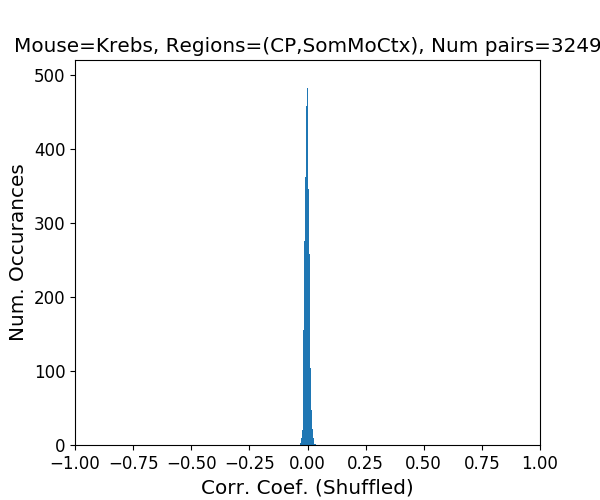 Mouse=Krebs, Regions=(CP,SomMoCtx), Num pairs=3249
500
400
300
200
100
0
Num. Occurances
−1.00 −0.75 −0.50 −0.25 0.00 0.25 0.50 0.75 1.00
Corr. Coef. (Shuffled)